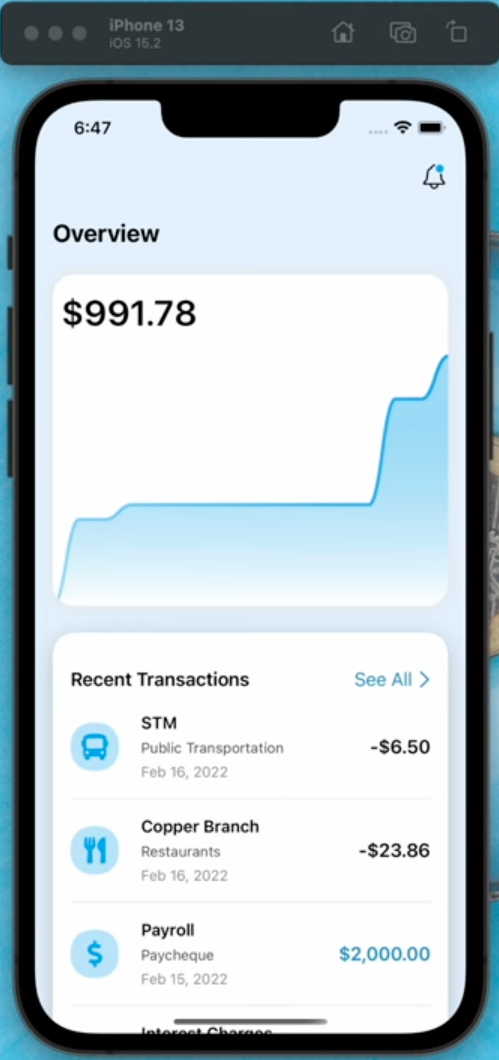 iPhone 13
iOS 15.2
6:47
Overview
$991.78
Recent Transactions
See All >
STM
Public Transportation
-$6.50
Feb 16, 2022
Copper Branch
Restaurants
-$23.86
Feb 16, 2022
Payroll
Paycheque
$2,000.00
Feb 15, 2022
Interest Charges